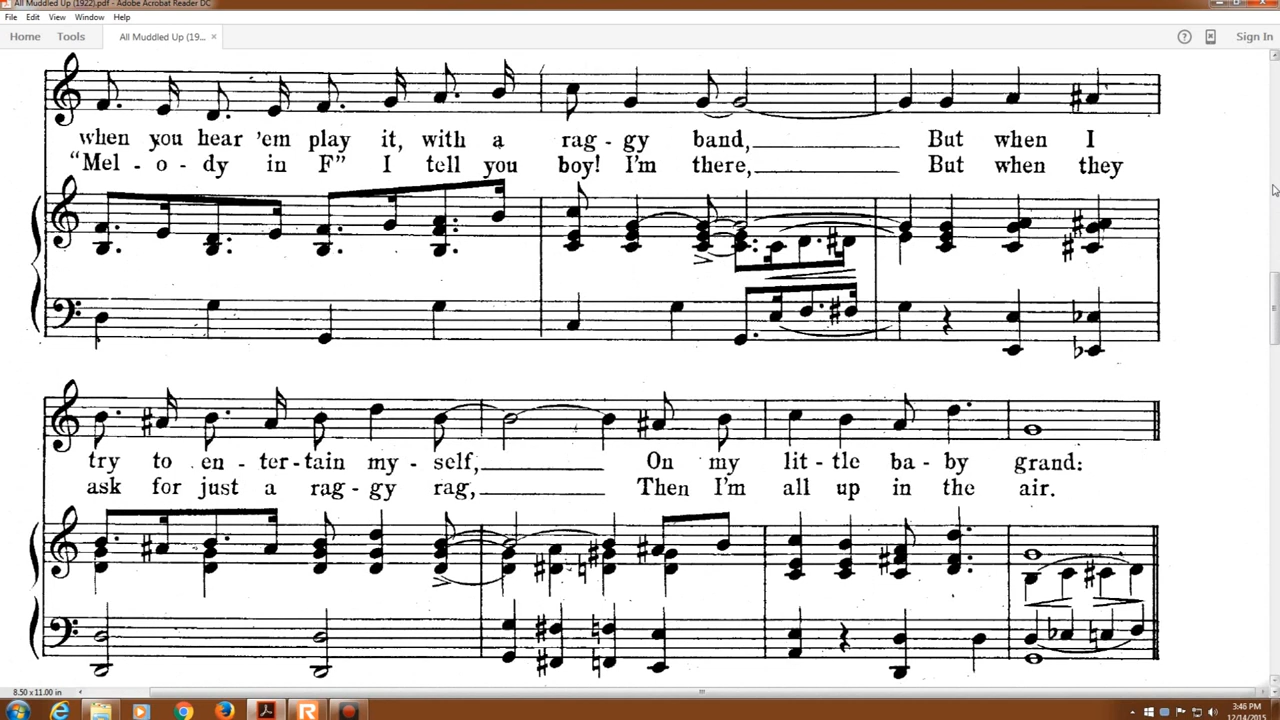 All Muddled Up (1922).pdf - Adobe Acrobat Reader DC
File Edit View Window Help
Home Tools All Muddled Up (19... × Sign In
when you hear 'em play it, with a rag - gy band, But when I
"Mel - o - dy in F" I tell you boy! I'm there, But when they
try to en - ter - tain my - self, On my lit - tle ba - by grand:
ask for just a rag - gy rag, Then I'm all up in the air.
8.50 x 11.00 in
3:46 PM
12/14/2015